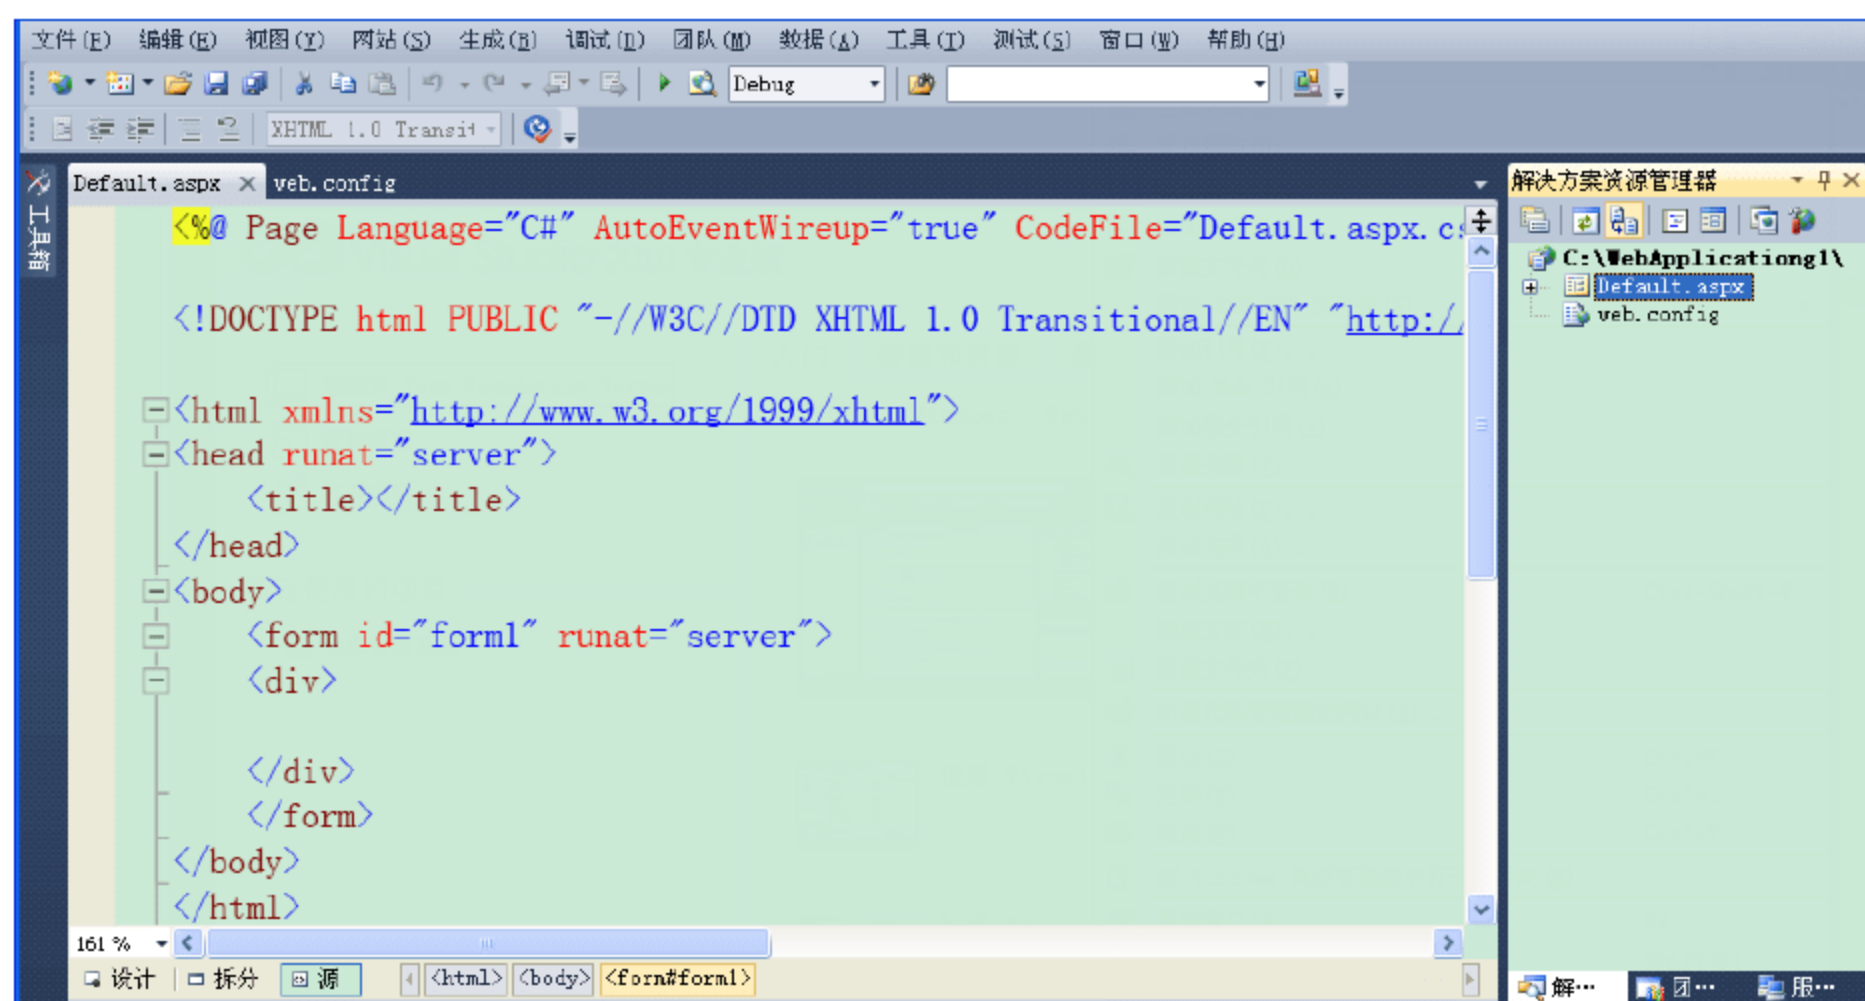 文件(F) 编辑(E) 视图(V) 网站(S) 生成(B) 调试(D) 团队(M) 数据(A) 工具(T) 测试(S) 窗口(W) 帮助(H)
Debug
XHTML 1.0 Transit
工具箱
Default.aspx web.config
<%@ Page Language="C#" AutoEventWireup="true" CodeFile="Default.aspx.c
<!DOCTYPE html PUBLIC "-//W3C//DTD XHTML 1.0 Transitional//EN" "http:/
<html xmlns="http://www.w3.org/1999/xhtml">
<head runat="server">
<title></title>
</head>
<body>
<form id="form1" runat="server">
<div>
</div>
</form>
</body>
</html>
161 %
设计 拆分 源 <html> <body> <form#form1>
解决方案资源管理器
C:\WebApplicationg1\
Default.aspx
web.config
解… 团… 服…